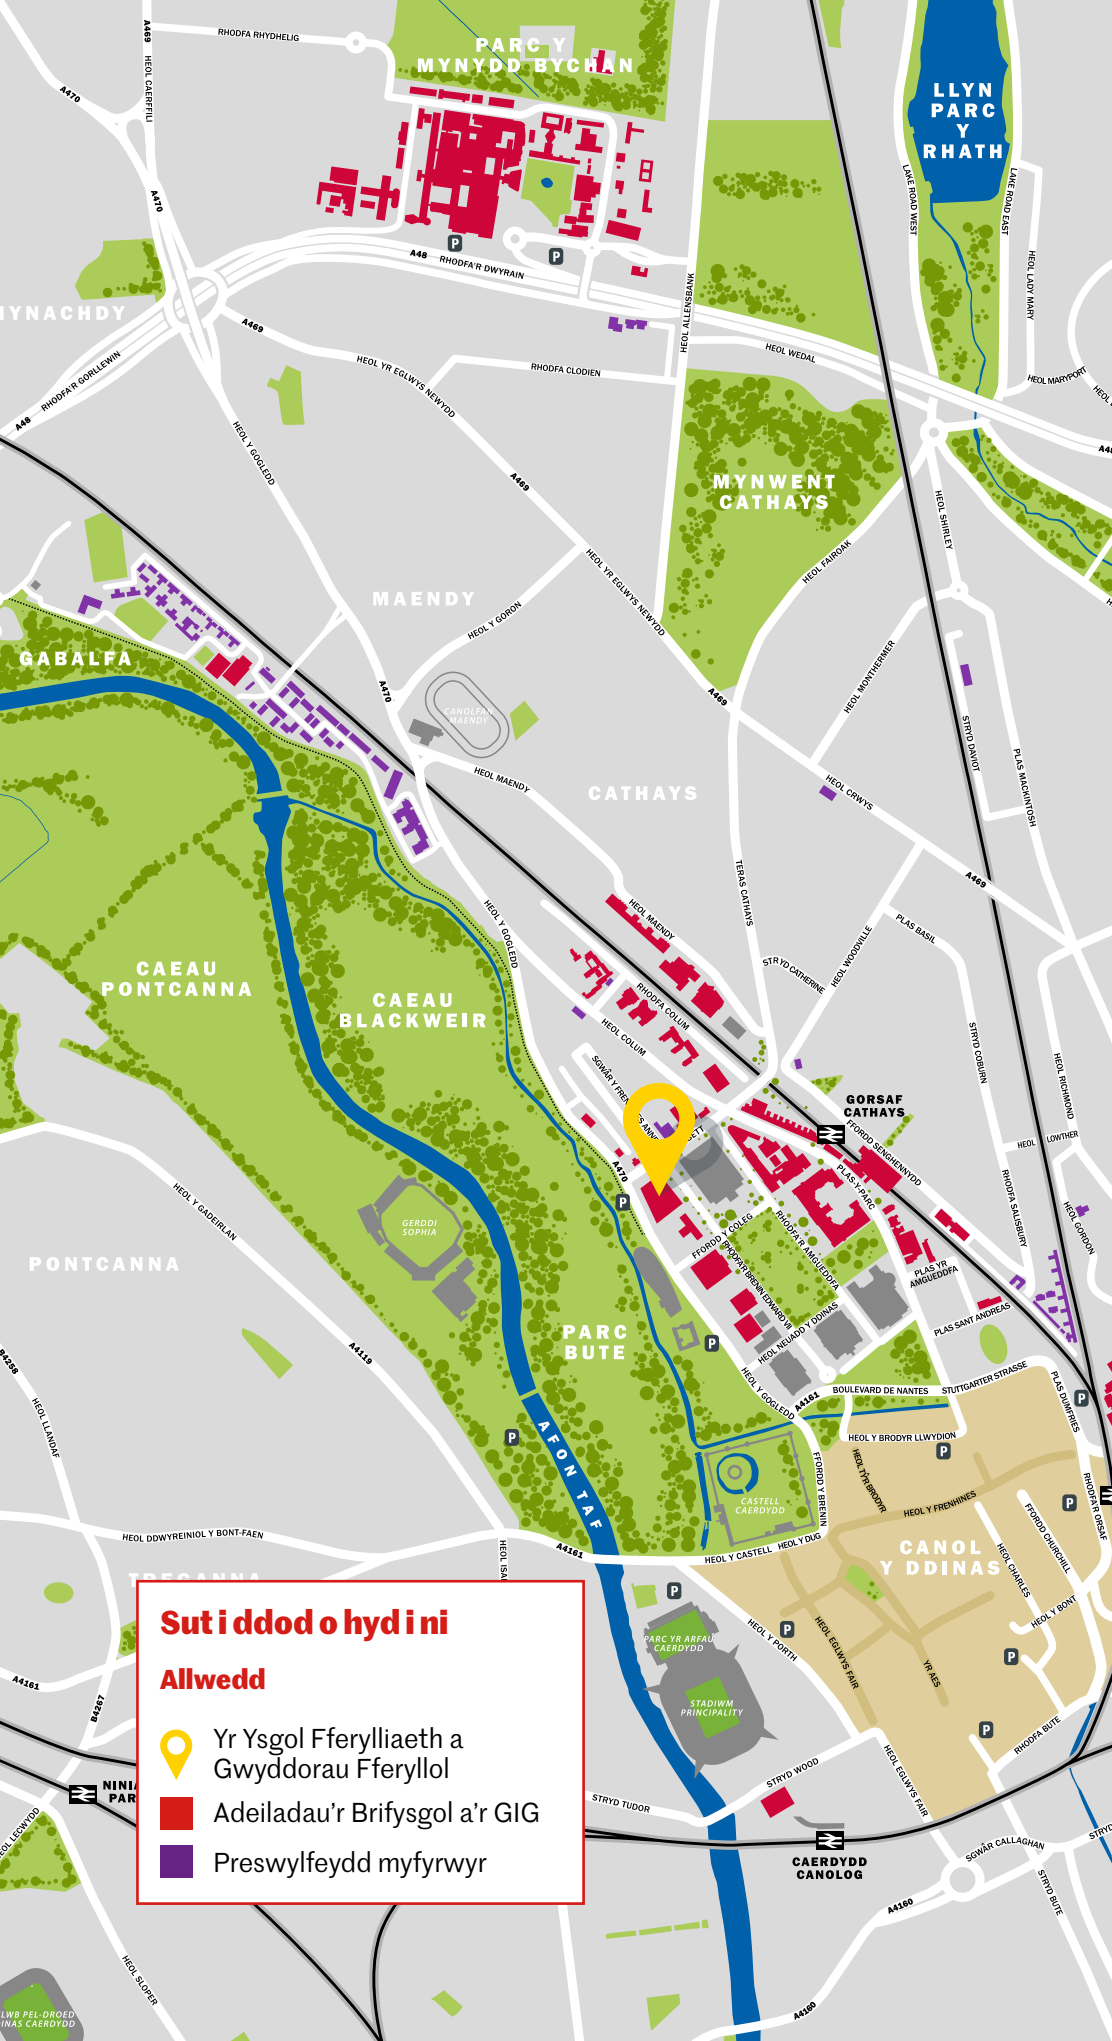 A469
RHODFA RHYDHELIG
PARC Y
MYNYDD BYCHAN
HEOL CAERFFILI
A470
LLYN
PARC
Y
RHATH
A470
LAKE ROAD WEST
LAKE ROAD EAST
P
P
A48
RHODFA'R DWYRAIN
HEOL LADY MARY
HEOL ALLENSBANK
A469
HEOL WEDAL
RHODFA'R GORLLEWIN
A48
HEOL YR EGLWYS NEWYDD
RHODFA CLODIEN
HEOL MARYPORT
HEOL Y GOGLEDD
A469
MYNWENT
CATHAYS
HEOL SHIRLEY
HEOL FAIROAK
HEOL YR EGLWYS NEWYDD
MAENDY
HEOL Y GORON
GABALFA
HEOL MONTHERMER
A470
A469
CANOLFAN
MAENDY
STRYD DAVIOT
PLAS MACKINTOSH
HEOL MAENDY
CATHAYS
HEOL CRWYS
TERAS CATHAYS
A469
HEOL MAENDY
HEOL Y GOGLEDD
PLAS BASIL
HEOL WOODVILLE
STRYD CATHERINE
CAEAU
PONTCANNA
CAEAU
BLACKWEIR
RHODFA COLUM
HEOL COLUM
STRYD COBURN
HEOL RICHMOND
GORSAF
CATHAYS
FFORDD SENGHENNYDD
HEOL LOWTHER
A470
PLAS-Y-PARC
RHODFA SALISBURY
P
HEOL GORDON
HEOL Y GADEIRLAN
GERDDI
SOPHIA
FFORDD Y COLEG
RHODFA'R AMGUEDDFA
RHODFA'R BRENIN EDWARD VII
PLAS YR
AMGUEDDFA
PONTCANNA
PARC
BUTE
P
HEOL NEUADD Y DDINAS
PLAS SANT ANDREAS
B4258
A4119
HEOL Y GOGLEDD
A4161
BOULEVARD DE NANTES
STUTTGARTER STRASSE
PLAS DUMFRIES
P
HEOL LLANDAF
P
AFON TAF
HEOL Y BRODYR LLWYDION
P
HEOL TŶ'R BRODYR
FFORDD Y BRENIN
CASTELL
CAERDYDD
HEOL Y FRENHINES
P
RHODFA'R ORSAF
FFORDD CHURCHILL
HEOL DDWYREINIOL Y BONT-FAEN
A4161
HEOL Y CASTELL
HEOL Y DUG
CANOL
Y DDINAS
HEOL CHARLES
TREGANNA
P
HEOL Y BONT
HEOL Y PORTH
P
HEOL EGLWYS FAIR
YR AES
P
PARC YR ARFAU
CAERDYDD
STADIWM
PRINCIPALITY
P
RHODFA BUTE
A4161
B4267
HEOL LECWYDD
STRYD WOOD
STRYD TUDOR
HEOL EGLWYS FAIR
CAERDYDD
CANOLOG
SGWÂR CALLAGHAN
STRYD BUTE
A4160
A4160
HEOL SLOPER
Sut i ddod o hyd i ni
Allwedd
Yr Ysgol Fferylliaeth a
Gwyddorau Fferyllol
Adeiladau'r Brifysgol a'r GIG
Preswylfeydd myfyrwyr